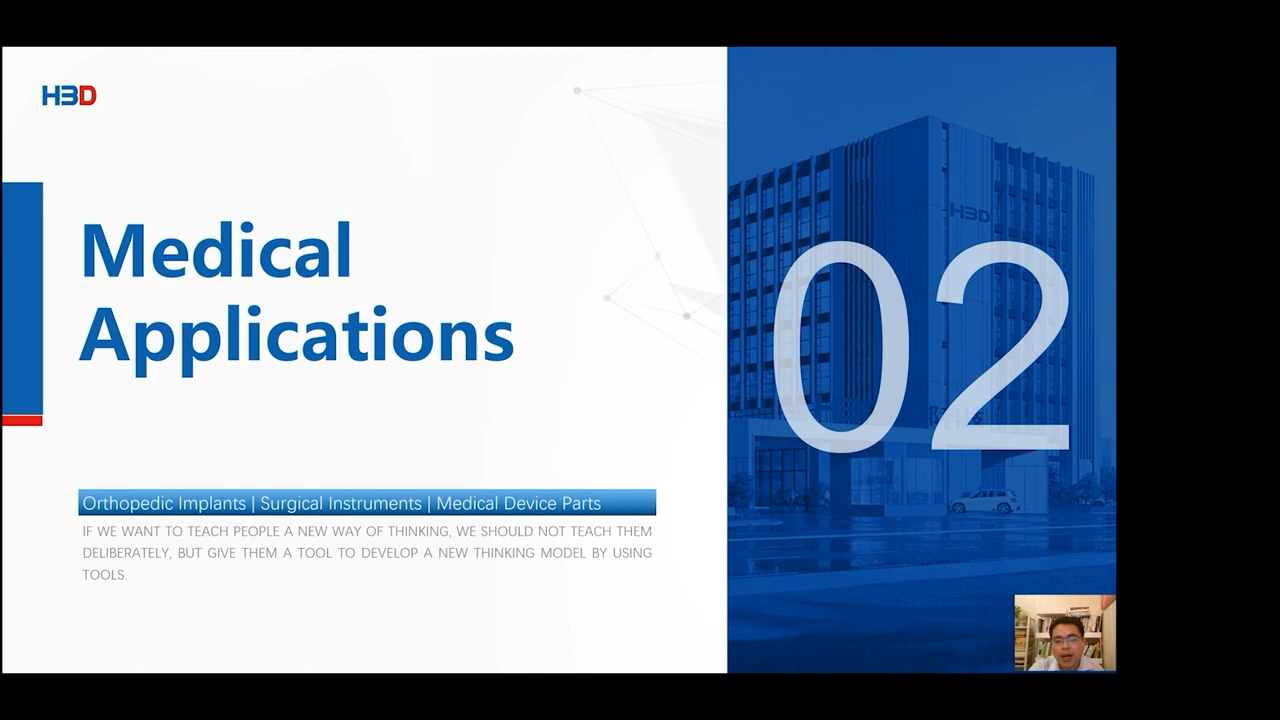 H3D
Medical
Applications
Orthopedic Implants | Surgical Instruments | Medical Device Parts
IF WE WANT TO TEACH PEOPLE A NEW WAY OF THINKING, WE SHOULD NOT TEACH THEM
DELIBERATELY, BUT GIVE THEM A TOOL TO DEVELOP A NEW THINKING MODEL BY USING
TOOLS.
H3D
02